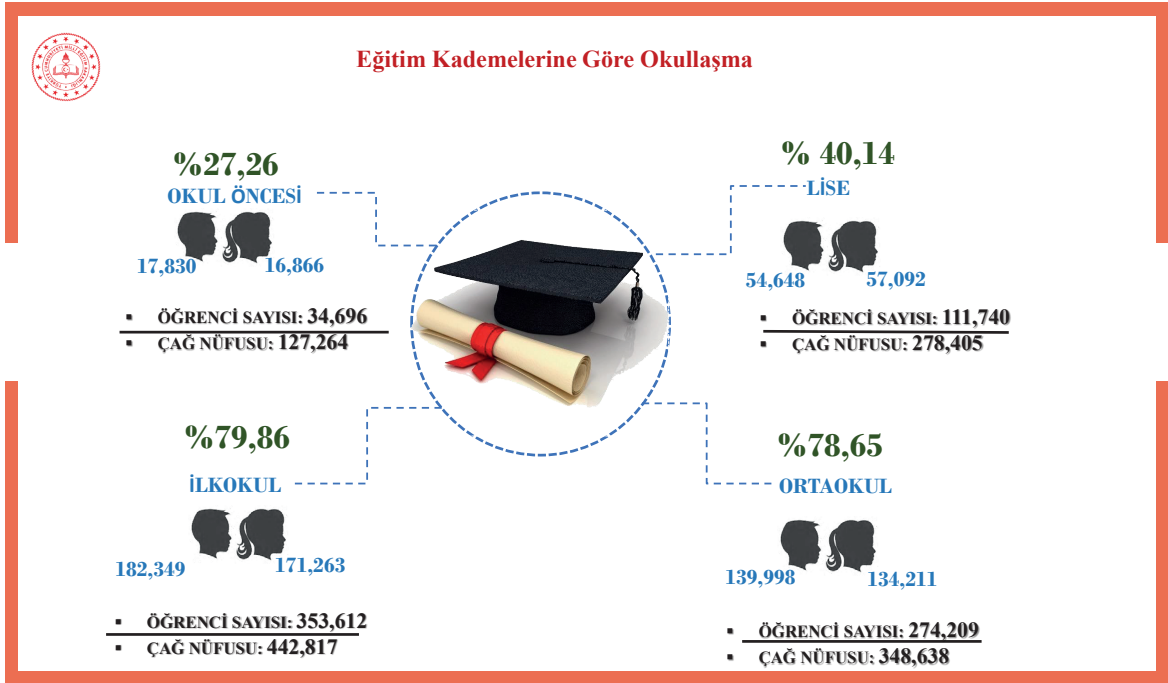 Eğitim Kademelerine Göre Okullaşma
%27,26
OKUL ÖNCESİ
17,830
16,866
▪ ÖĞRENCİ SAYISI: 34,696
▪ ÇAĞ NÜFUSU: 127,264
% 40,14
LİSE
54,648
57,092
▪ ÖĞRENCİ SAYISI: 111,740
▪ ÇAĞ NÜFUSU: 278,405
%79,86
İLKOKUL
182,349
171,263
▪ ÖĞRENCİ SAYISI: 353,612
▪ ÇAĞ NÜFUSU: 442,817
%78,65
ORTAOKUL
139,998
134,211
▪ ÖĞRENCİ SAYISI: 274,209
▪ ÇAĞ NÜFUSU: 348,638